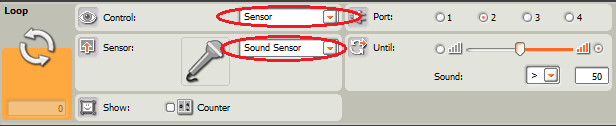 Loop
Control: Sensor
Port: 1 2 3 4
Sensor: Sound Sensor
Until:
Sound: > 50
0
Show: Counter